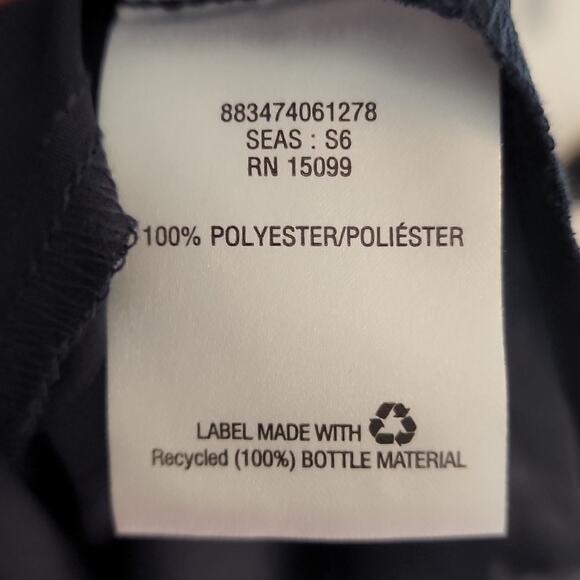 883474061278
SEAS : S6
RN 15099
100% POLYESTER/POLIÉSTER
LABEL MADE WITH
Recycled (100%) BOTTLE MATERIAL